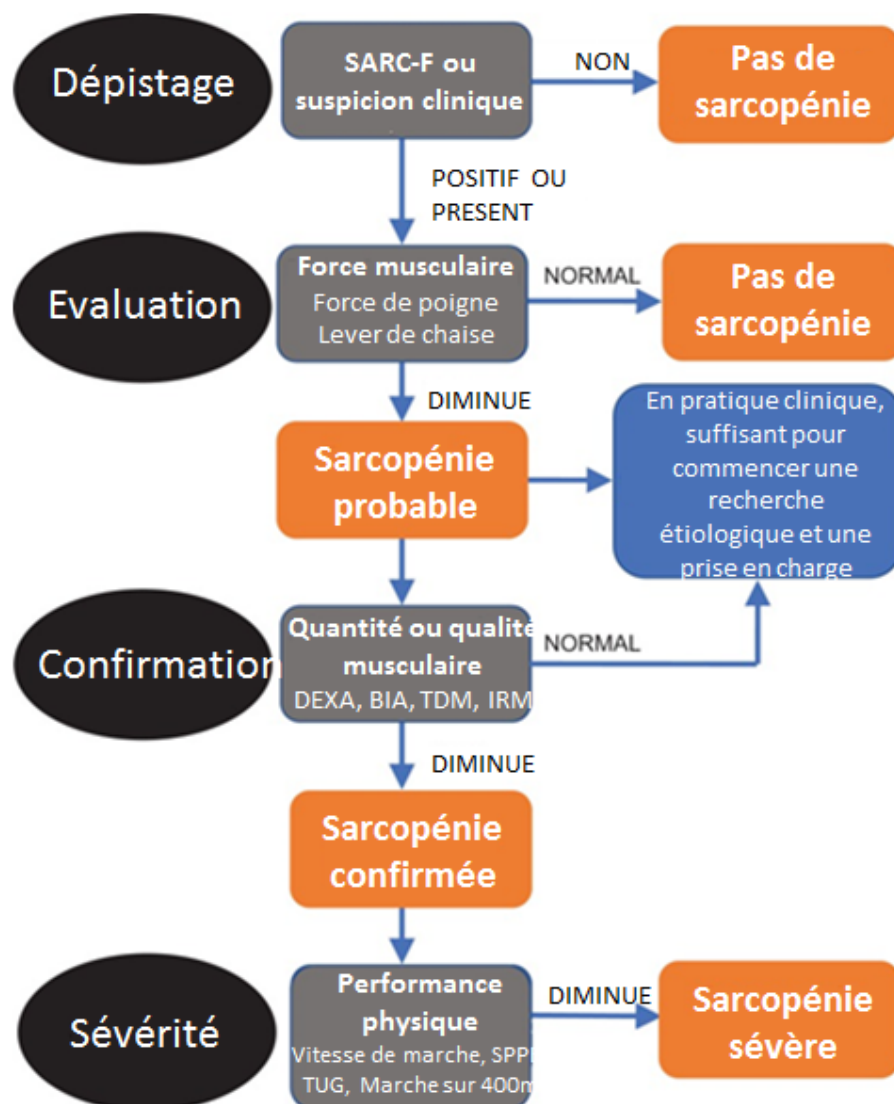 Dépistage
SARC-F ou
suspicion clinique
NON
Pas de
sarcopénie
POSITIF OU
PRESENT
Evaluation
Force musculaire
Force de poigne
Lever de chaise
NORMAL
Pas de
sarcopénie
DIMINUE
Sarcopénie
probable
En pratique clinique,
suffisant pour
commencer une
recherche
étiologique et une
prise en charge
Confirmation
Quantité ou qualité
musculaire
DEXA, BIA, TDM, IRM
NORMAL
DIMINUE
Sarcopénie
confirmée
Sévérité
Performance
physique
Vitesse de marche, SPPB
TUG, Marche sur 400m
DIMINUE
Sarcopénie
sévère